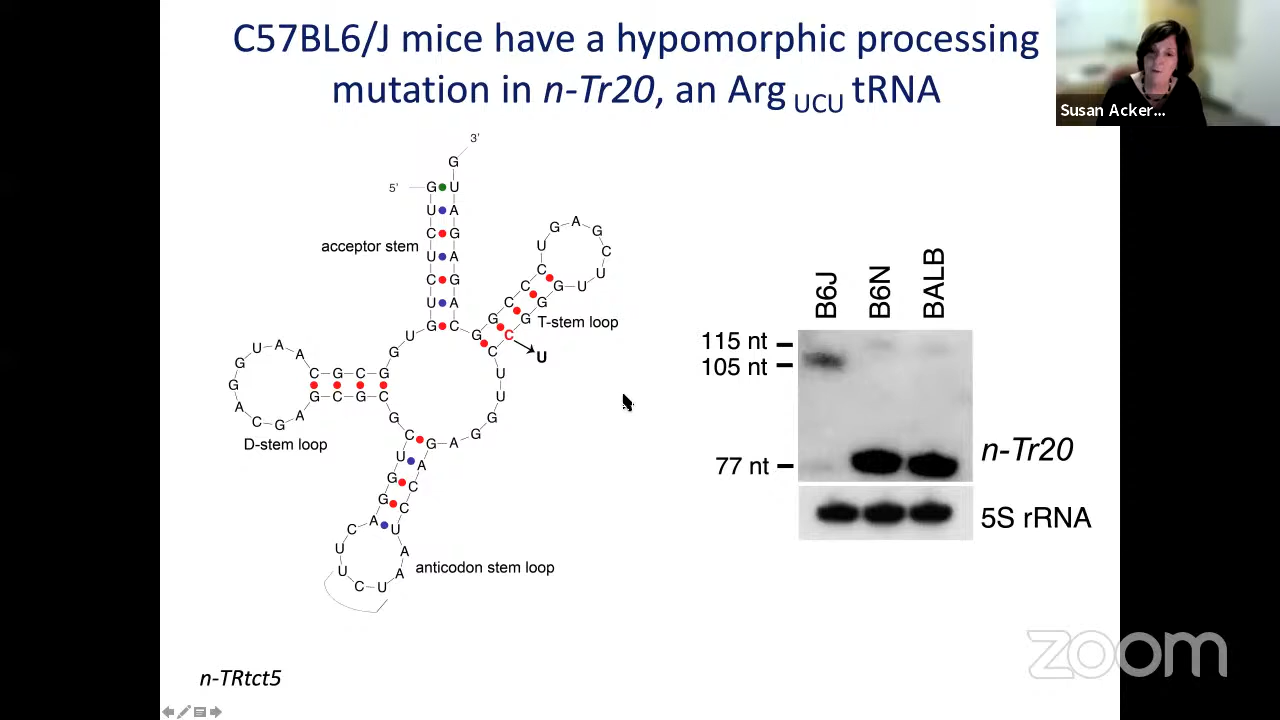 C57BL6/J mice have a hypomorphic processing
mutation in n-Tr20, an Arg UCU tRNA
Susan Acker...
3'
5'
G
G U
U A
C G
acceptor stem
U A
C G
U A
G C
T-stem loop
C
U
D-stem loop
anticodon stem loop
n-TRtct5
B6J
B6N
BALB
115 nt
105 nt
77 nt
n-Tr20
5S rRNA
zoom